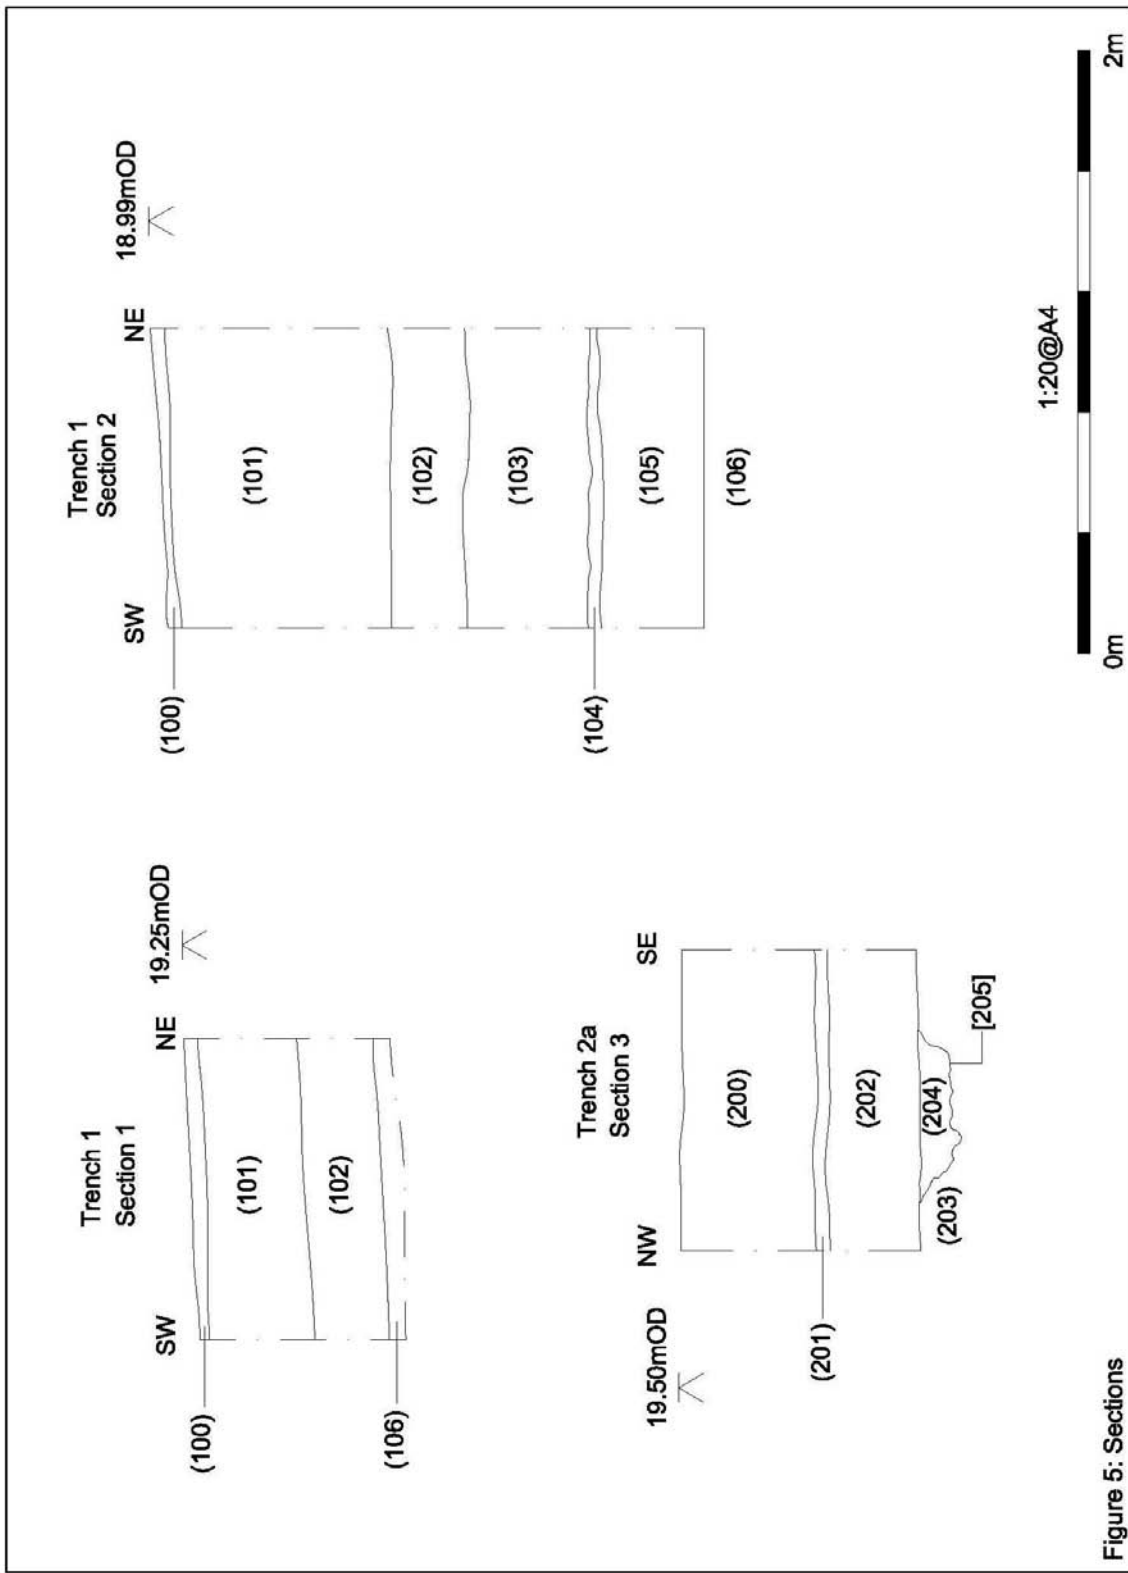 Trench 1
Section 1
SW
NE
19.25mOD
(100)
(101)
(102)
(106)
Trench 1
Section 2
SW
NE
18.99mOD
(100)
(101)
(102)
(103)
(104)
(105)
(106)
Trench 2a
Section 3
19.50mOD
NW
SE
(200)
(201)
(202)
(203)
(204)
[205]
1:20@A4
0m
2m
Figure 5: Sections